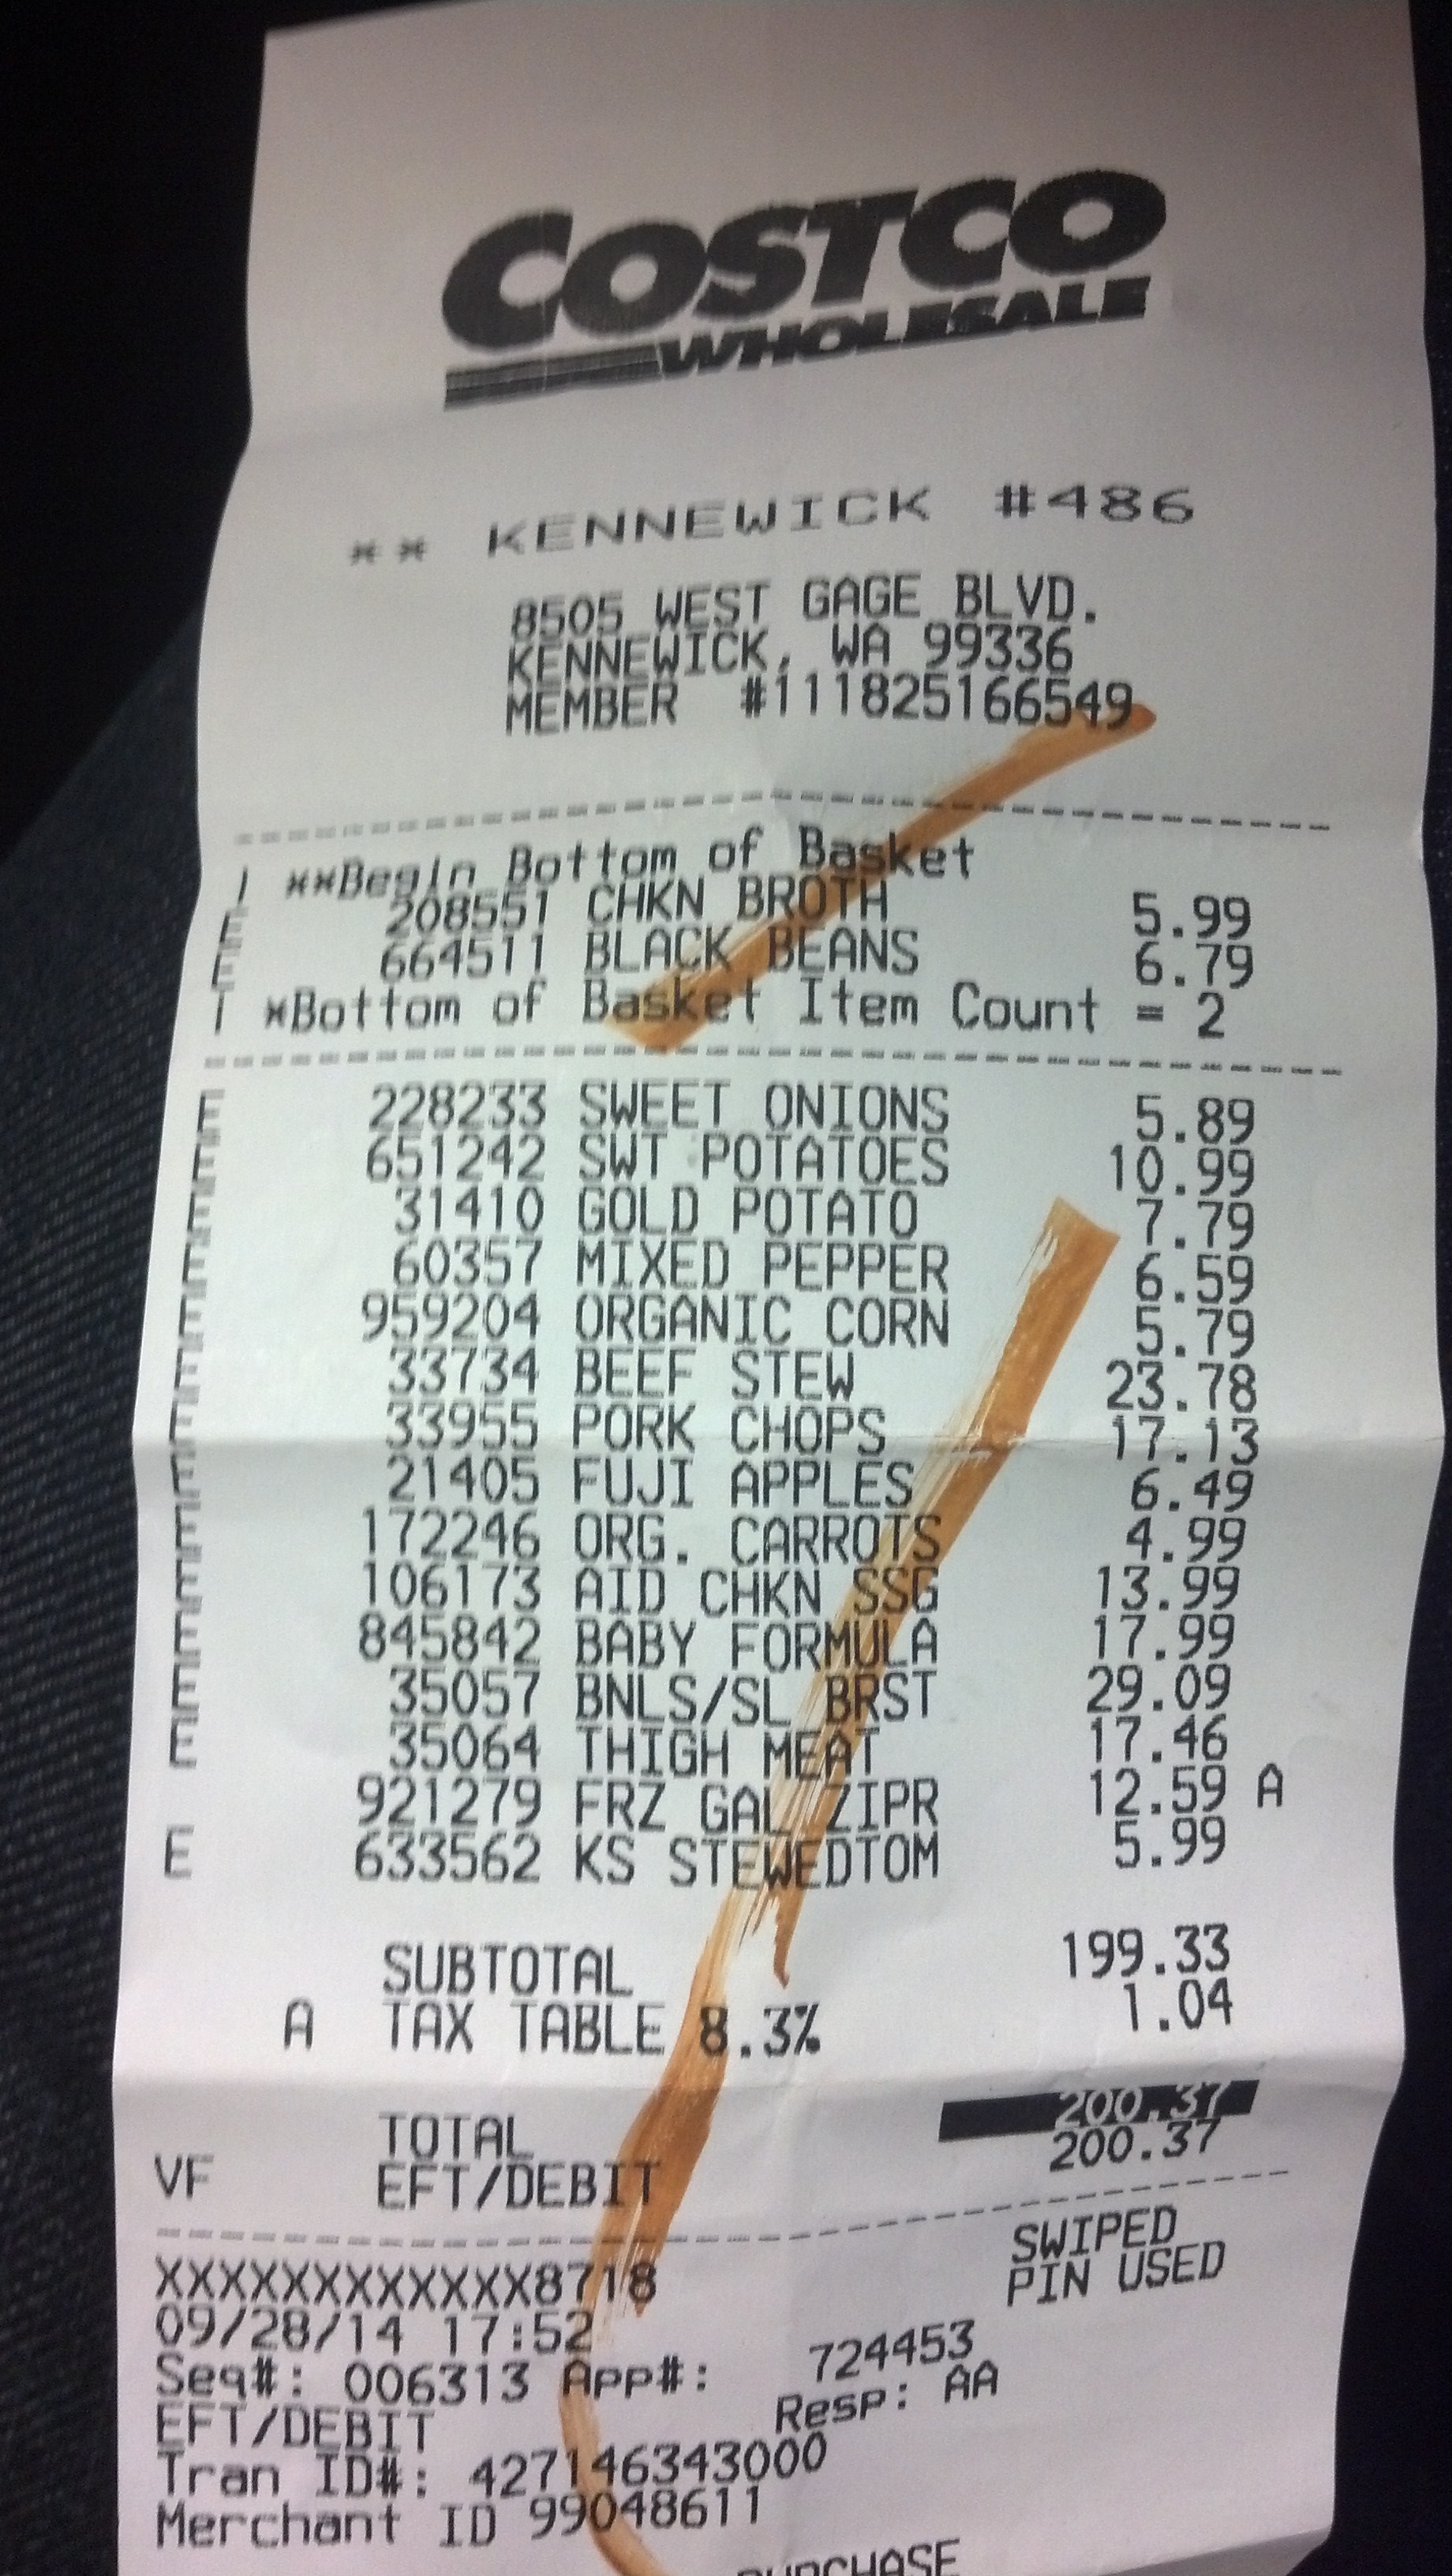 COSTCO
WHOLESALE
** KENNEWICK #486
8505 WEST GAGE BLVD.
KENNEWICK, WA 99336
MEMBER #111825166549
**Begin Bottom of Basket
E 208551 CHKN BROTH 5.99
E 664511 BLACK BEANS 6.79
T *Bottom of Basket Item Count = 2
E 228233 SWEET ONIONS 5.89
E 651242 SWT POTATOES 10.99
E 31410 GOLD POTATO 7.79
E 60357 MIXED PEPPER 6.59
E 959204 ORGANIC CORN 5.79
E 33734 BEEF STEW 23.78
E 33955 PORK CHOPS 17.13
E 21405 FUJI APPLES 6.49
E 172246 ORG. CARROTS 4.99
E 106173 AID CHKN SSG 13.99
E 845842 BABY FORMULA 17.99
E 35057 BNLS/SL BRST 29.09
E 35064 THIGH MEAT 17.46
921279 FRZ GAL ZIPR 12.59 A
E 633562 KS STEWEDTOM 5.99
SUBTOTAL 199.33
A TAX TABLE 8.3% 1.04
TOTAL 200.37
VF EFT/DEBIT 200.37
XXXXXXXXXXXX8718 SWIPED
09/28/14 17:52 PIN USED
Seq#: 006313 App#: 724453
EFT/DEBIT Resp: AA
Tran ID#: 427146343000
Merchant ID 99048611
PURCHASE